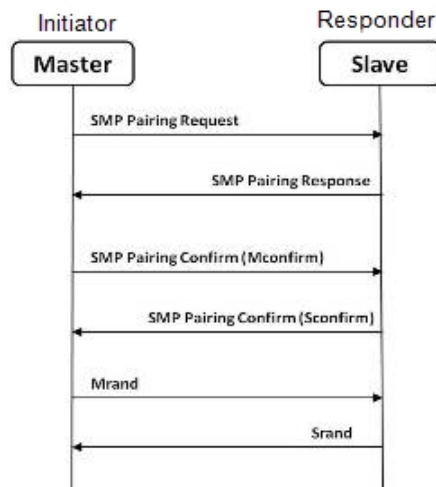 Initiator
Responder
Master
Slave
SMP Pairing Request
SMP Pairing Response
SMP Pairing Confirm (Mconfirm)
SMP Pairing Confirm (Sconfirm)
Mrand
Srand